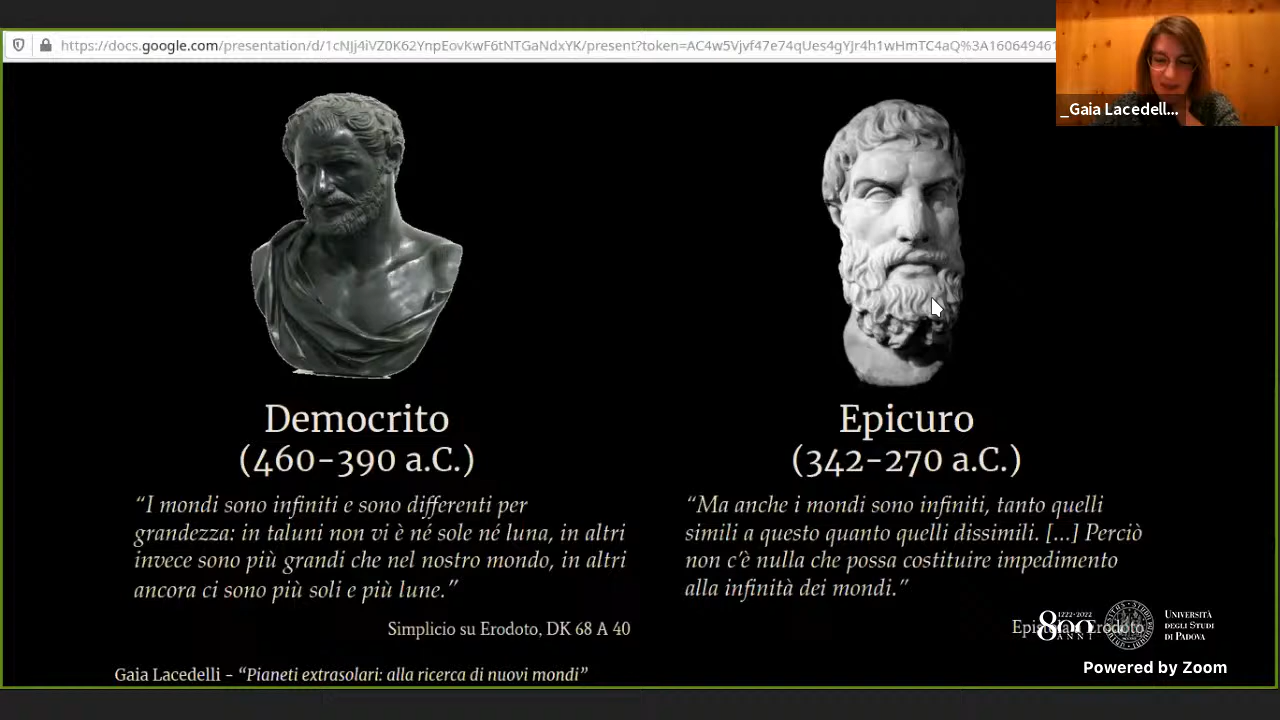 https://docs.google.com/presentation/d/1cNJj4iVZ0K62YnpEovKwF6tNTGaNdxYK/present?token=AC4w5Vjvf47e74qUes4gYJr4h1wHmTC4aQ%3A160649461
_Gaia Lacedell...
Democrito
(460-390 a.C.)
“I mondi sono infiniti e sono differenti per
grandezza: in taluni non vi è né sole né luna, in altri
invece sono più grandi che nel nostro mondo, in altri
ancora ci sono più soli e più lune.”
Simplicio su Erodoto, DK 68 A 40
Epicuro
(342-270 a.C.)
“Ma anche i mondi sono infiniti, tanto quelli
simili a questo quanto quelli dissimili. [...] Perciò
non c'è nulla che possa costituire impedimento
alla infinità dei mondi.”
Erodoto
1222·2022
800
ANNI
UNIVERSITÀ
DEGLI STUDI
DI PADOVA
Gaia Lacedelli - “Pianeti extrasolari: alla ricerca di nuovi mondi”
Powered by Zoom